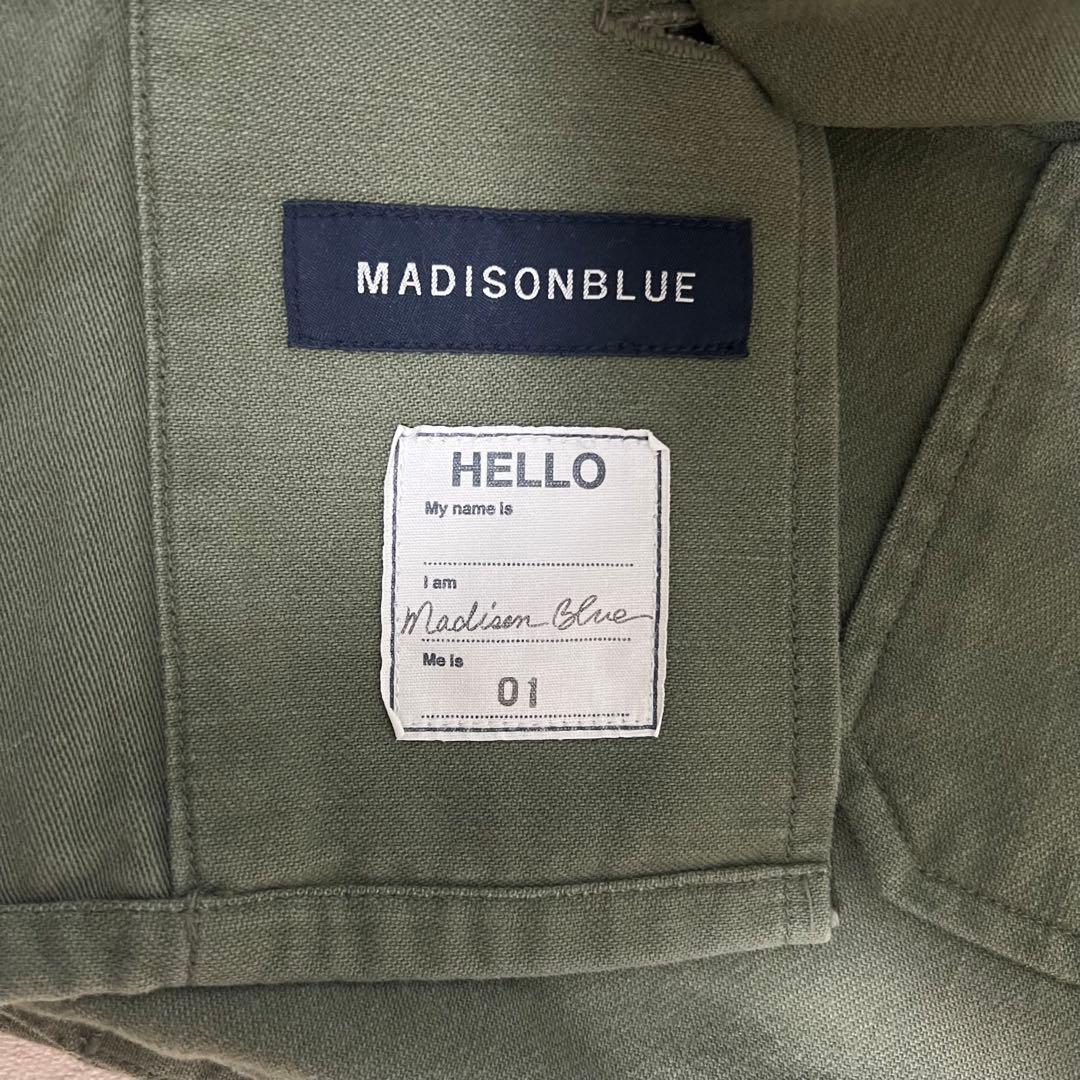 MADISONBLUE
HELLO
My name is
I am
Madison Blue
Me is
01